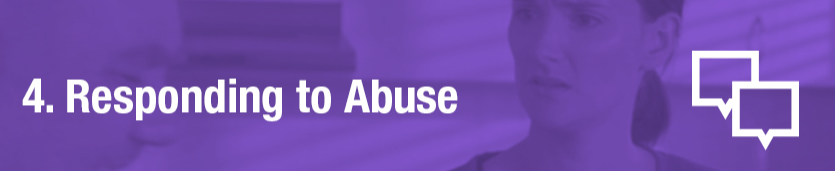 4. Responding to Abuse